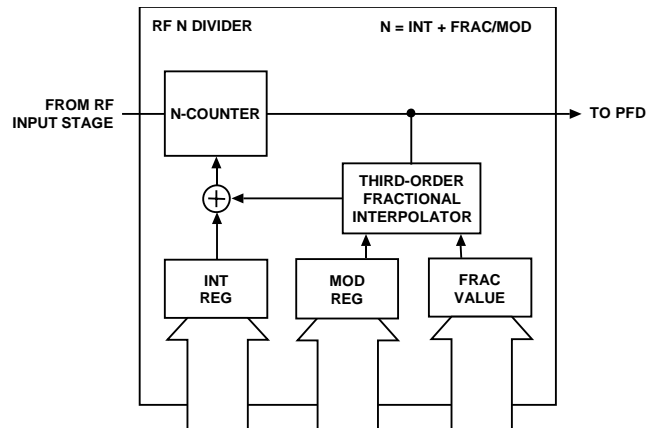 RF N DIVIDER
N = INT + FRAC/MOD
FROM RF
INPUT STAGE
N-COUNTER
TO PFD
THIRD-ORDER
FRACTIONAL
INTERPOLATOR
INT
REG
MOD
REG
FRAC
VALUE